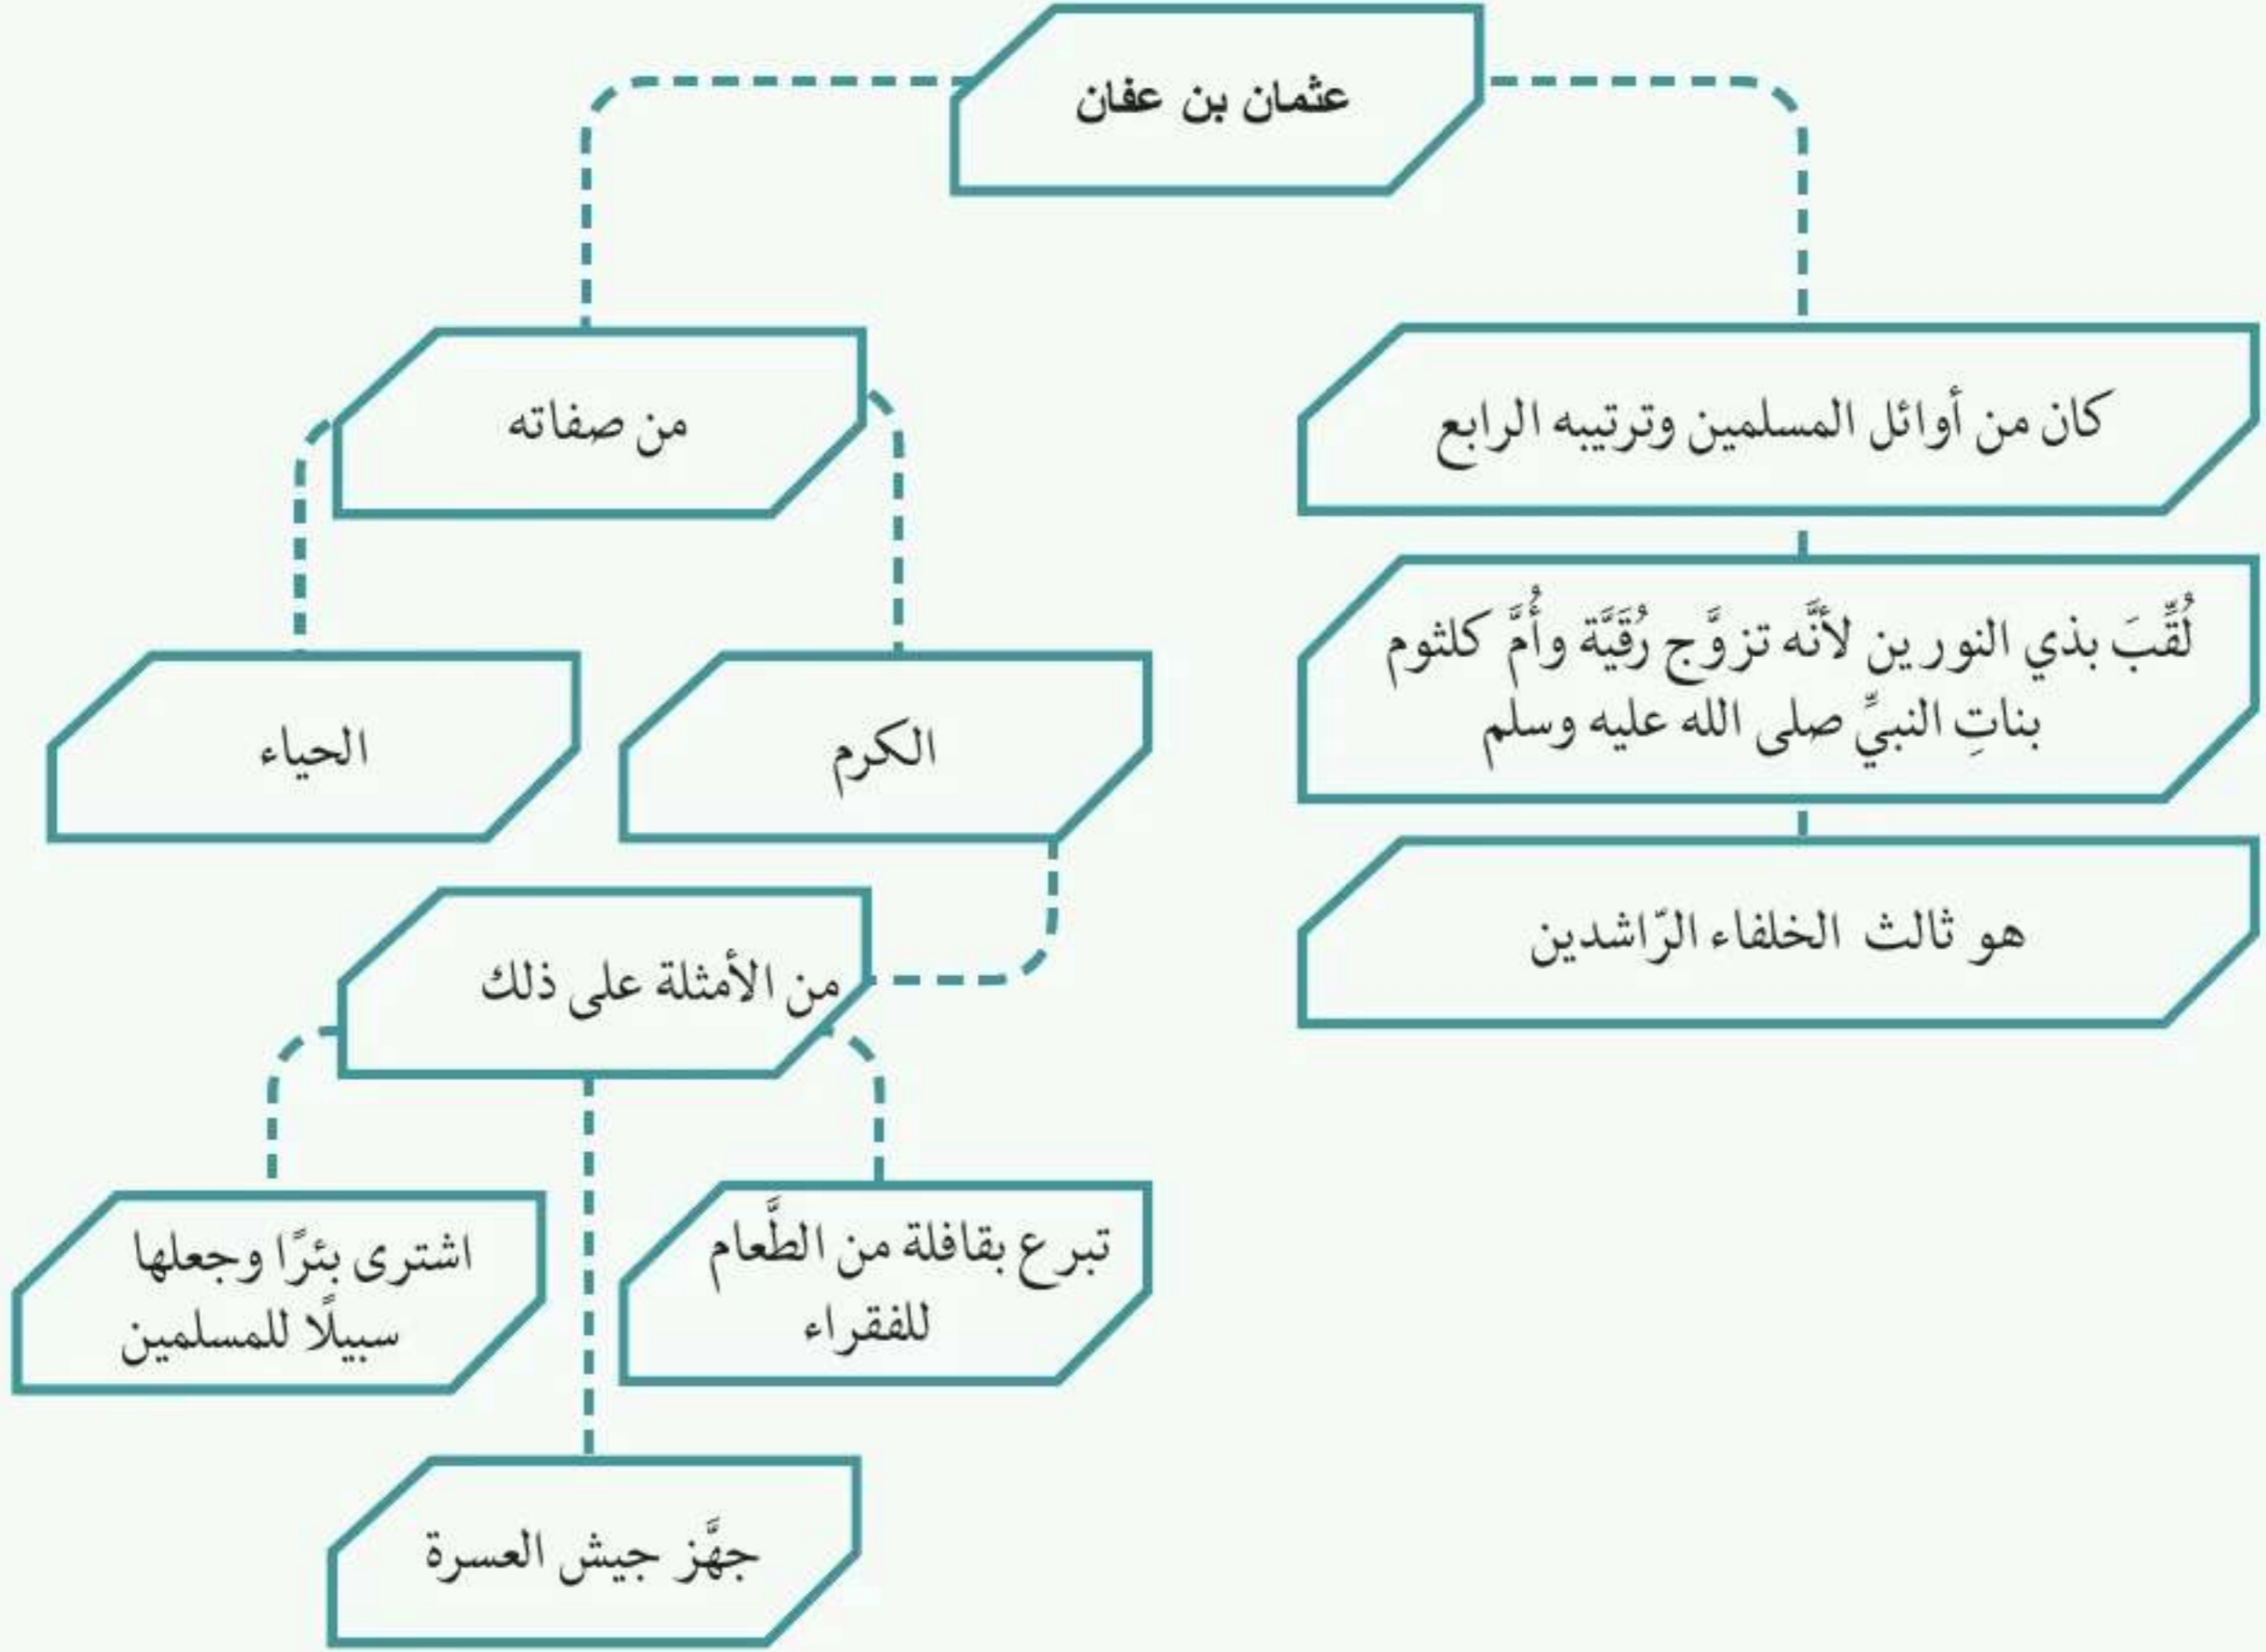 عثمان بن عفان
كان من أوائل المسلمين وترتيبه الرابع
لُقِّبَ بذي النورين لأنَّه تزوَّج رُقَيَّة وأُمَّ كلثوم
بناتِ النبيِّ صلى الله عليه وسلم
هو ثالث الخلفاء الرّاشدين
من صفاته
الكرم
الحياء
من الأمثلة على ذلك
تبرع بقافلة من الطَّعام
للفقراء
اشترى بئرًا وجعلها
سبيلًا للمسلمين
جهَّز جيش العسرة